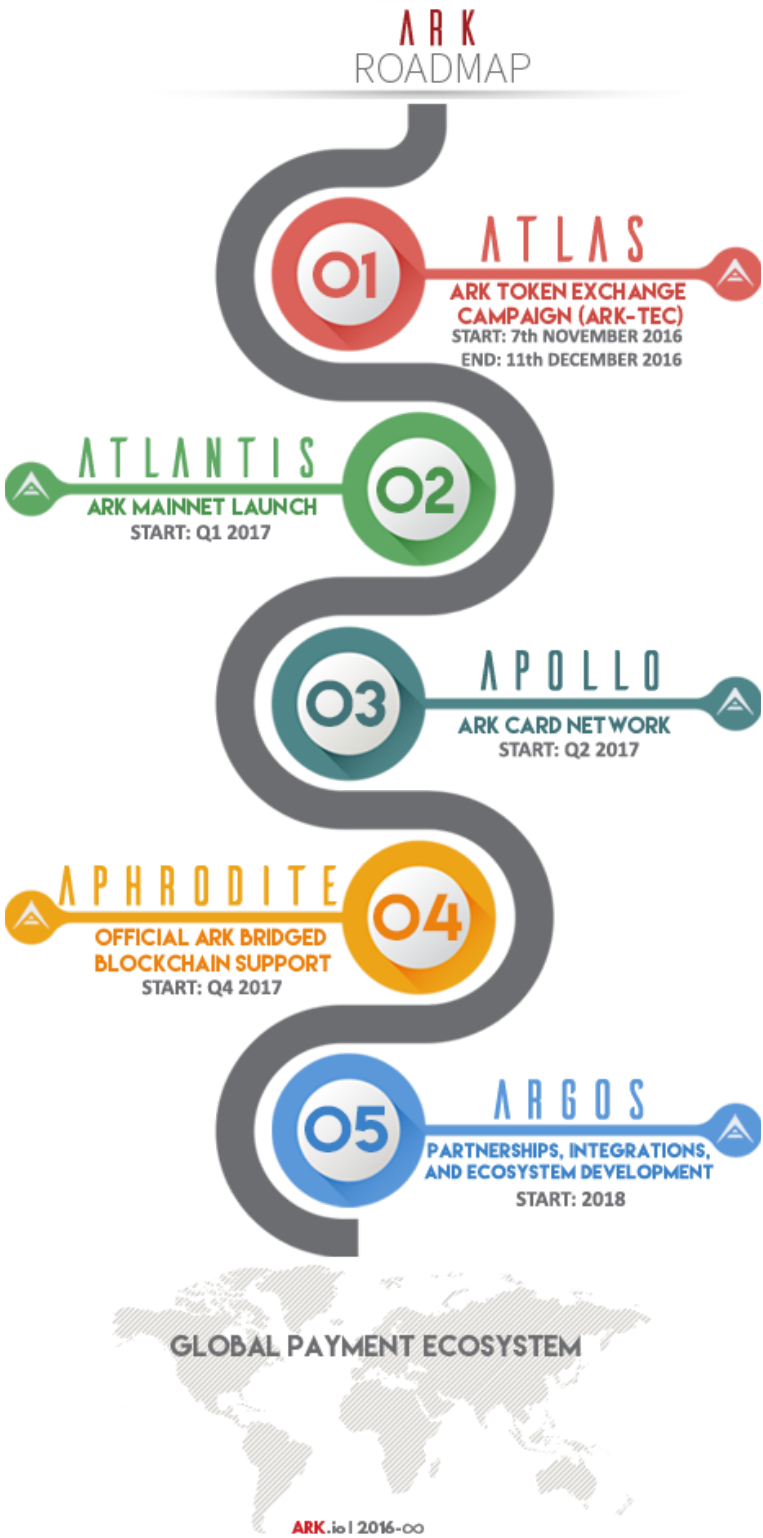 ARK
ROADMAP
01
ATLAS
ARK TOKEN EXCHANGE
CAMPAIGN (ARK-TEC)
START: 7th NOVEMBER 2016
END: 11th DECEMBER 2016
ATLANTIS
02
ARK MAINNET LAUNCH
START: Q1 2017
03
APOLLO
ARK CARD NETWORK
START: Q2 2017
APHRODITE
04
OFFICIAL ARK BRIDGED
BLOCKCHAIN SUPPORT
START: Q4 2017
05
ARGOS
PARTNERSHIPS, INTEGRATIONS,
AND ECOSYSTEM DEVELOPMENT
START: 2018
GLOBAL PAYMENT ECOSYSTEM
ARK.io | 2016-∞